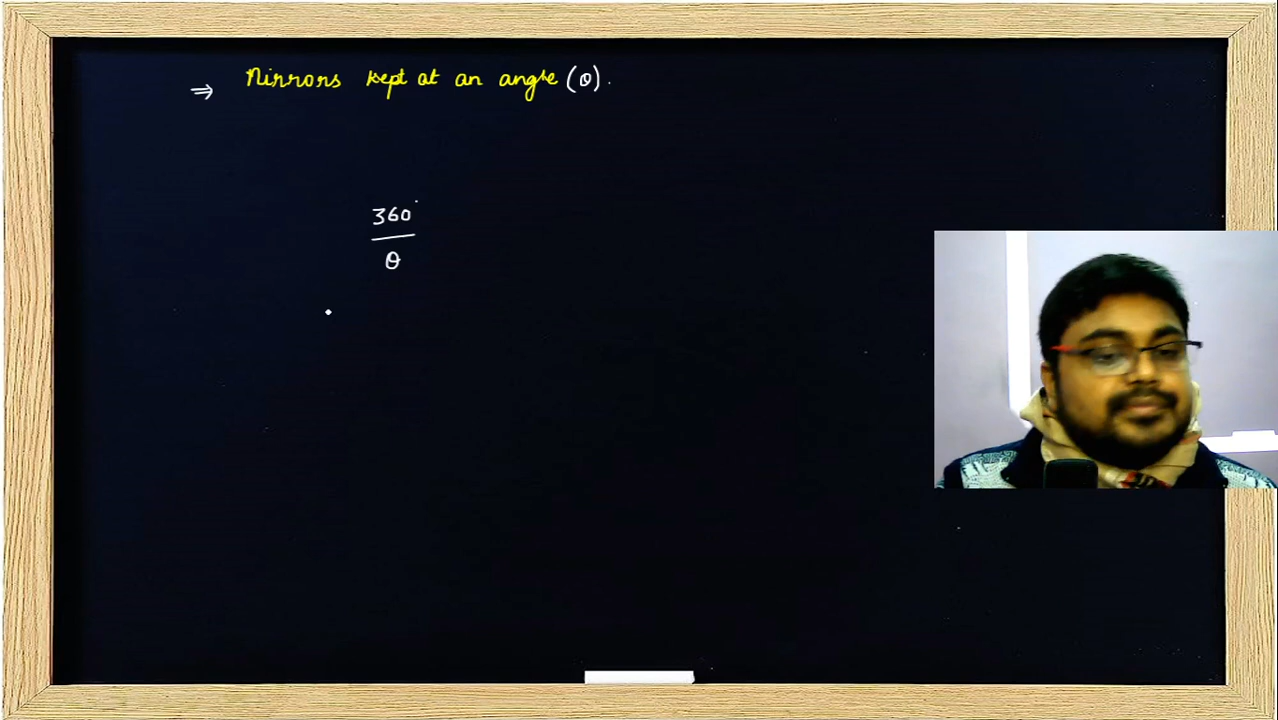 ⇒ Mirrors kept at an angle (θ).
360°
θ